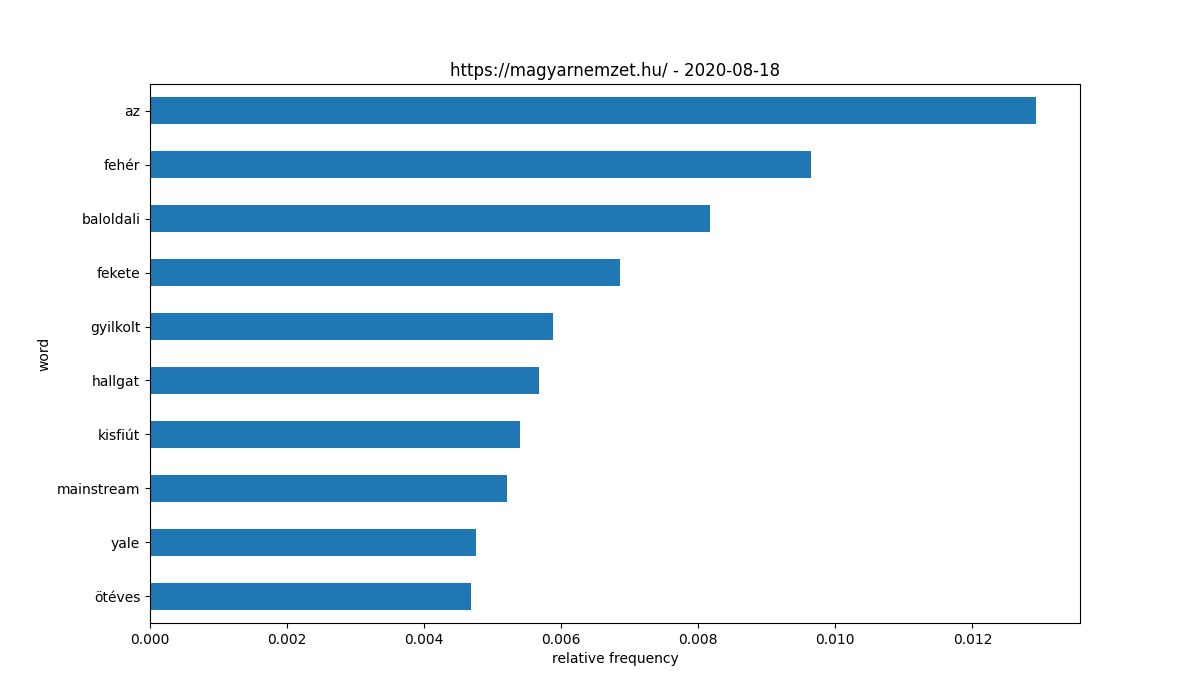 https://magyarnemzet.hu/ - 2020-08-18
az
fehér
baloldali
fekete
gyilkolt
hallgat
kisfiút
mainstream
yale
ötéves
word
0.000 0.002 0.004 0.006 0.008 0.010 0.012
relative frequency